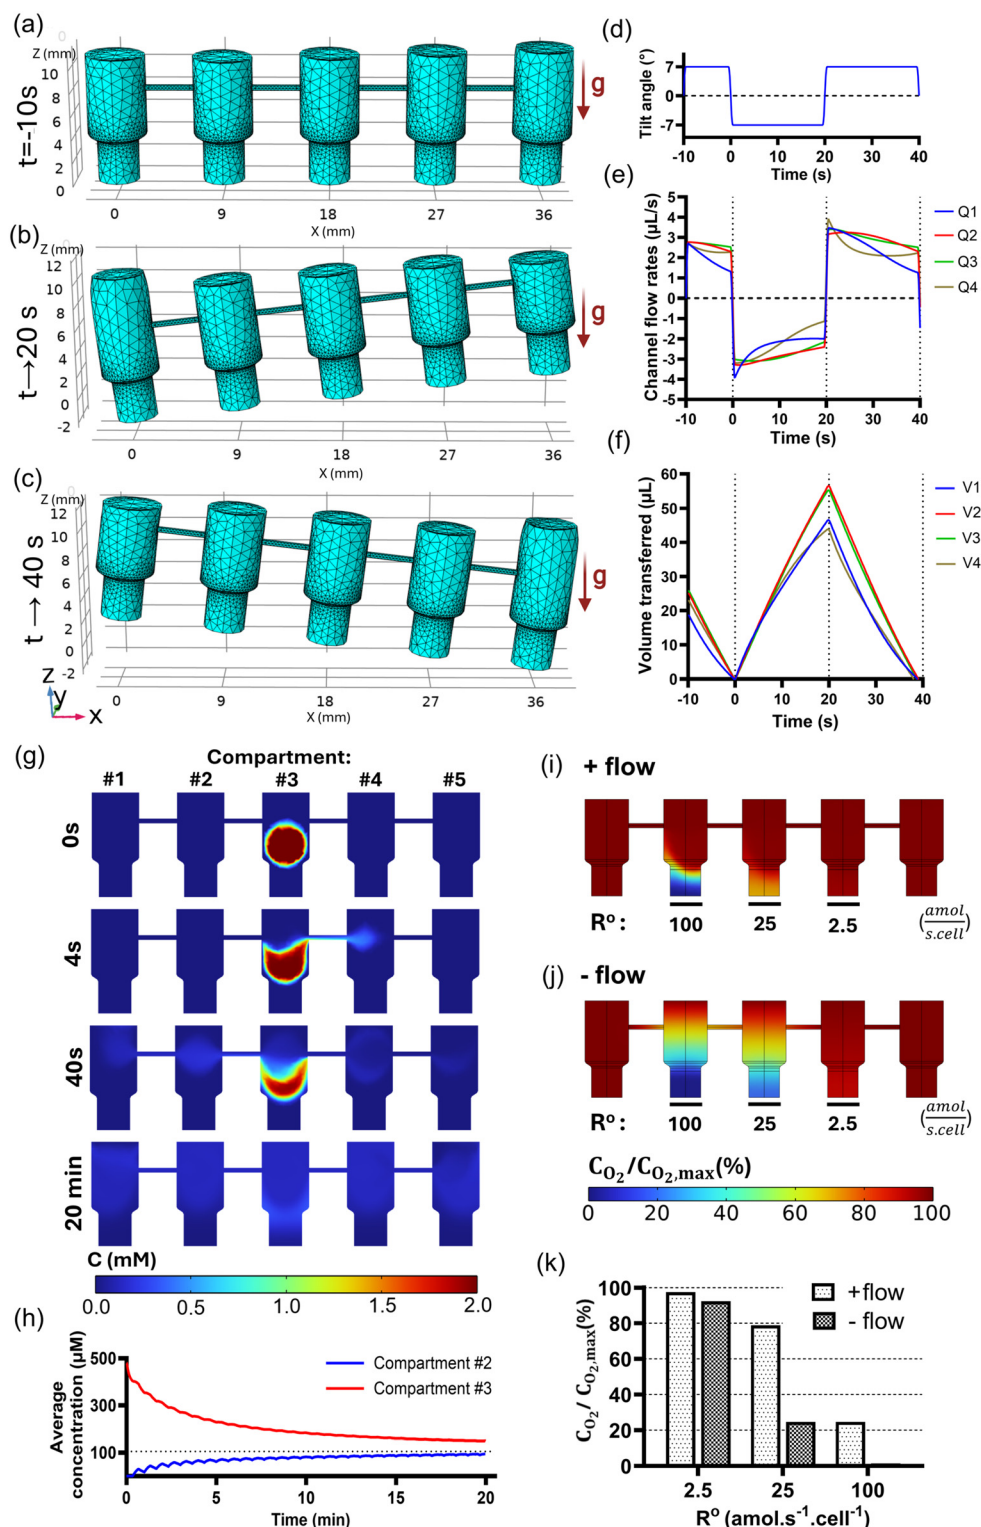 (a)
Z (mm)
0
10
8
6
4
2
0
t=-10s
g
0 9 18 27 36
X (mm)
(b)
Z (mm)
12
10
8
6
4
2
0
-2
t→20 s
g
0 9 18 27 36
X (mm)
(c)
Z (mm)
12
10
8
6
4
2
0
-2
t → 40 s
g
0 9 18 27 36
X (mm)
z
y
x
(d)
Tilt angle (°)
7
0
-7
-10 0 20 40
Time (s)
(e)
Channel flow rates (µL/s)
5
4
3
2
1
0
-1
-2
-3
-4
-5
-10 0 10 20 30 40
Time (s)
Q1
Q2
Q3
Q4
(f)
Volume transferred (µL)
60
50
40
30
20
10
0
-10 0 10 20 30 40
Time (s)
V1
V2
V3
V4
(g)
Compartment:
#1 #2 #3 #4 #5
0s
4s
40s
20 min
C (mM)
0.0 0.5 1.0 1.5 2.0
(h)
Average concentration (µM)
500
300
100
0 5 10 15 20
Time (min)
Compartment #2
Compartment #3
(i) + flow
R° : 100 25 2.5 (amol/s.cell)
(j) - flow
R° : 100 25 2.5 (amol/s.cell)
C_O2/C_O2,max(%)
0 20 40 60 80 100
(k)
C_O2/ C_O2,max(%)
100
80
60
40
20
0
+flow
- flow
2.5 25 100
R° (amol.s⁻¹.cell⁻¹)